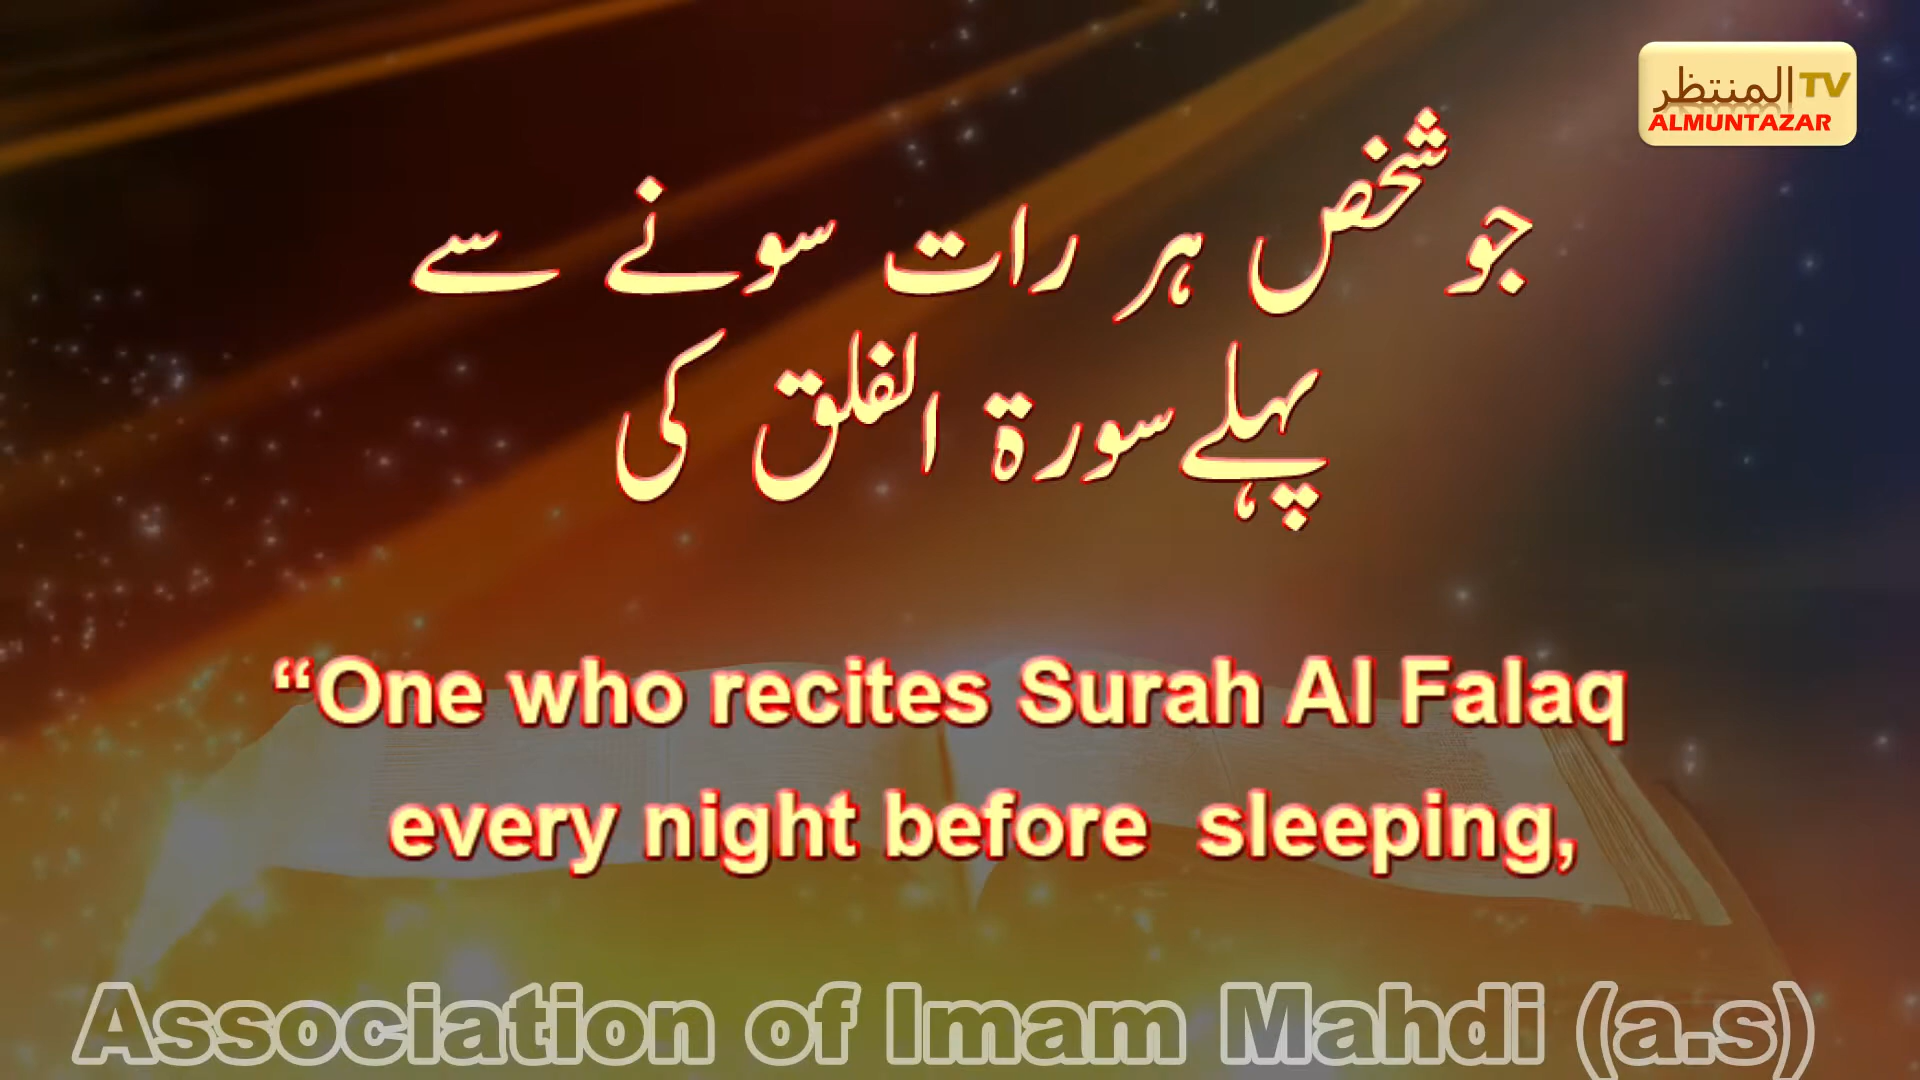 المنتظر TV
ALMUNTAZAR
جو شخص ہر رات سونے سے
پہلے سورۃ الفلق کی
“One who recites Surah Al Falaq
every night before sleeping,
Association of Imam Mahdi (a.s)